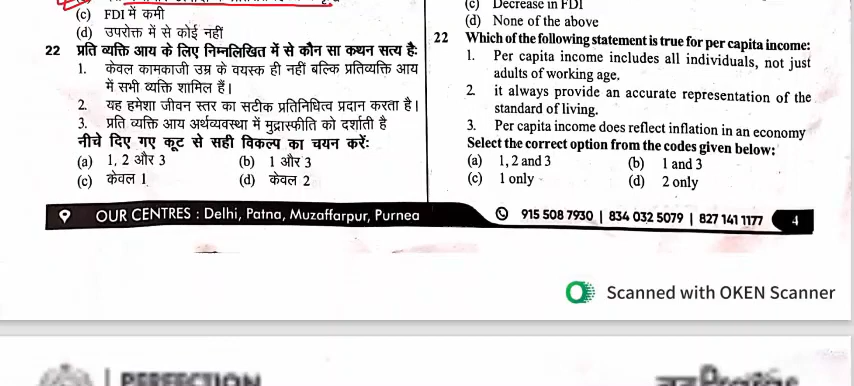 (c) FDI में कमी
(d) उपरोक्त में से कोई नहीं
22 प्रति व्यक्ति आय के लिए निम्नलिखित में से कौन सा कथन सत्य है:
1. केवल कामकाजी उम्र के वयस्क ही नहीं बल्कि प्रतिव्यक्ति आय
में सभी व्यक्ति शामिल हैं।
2. यह हमेशा जीवन स्तर का सटीक प्रतिनिधित्व प्रदान करता है।
3. प्रति व्यक्ति आय अर्थव्यवस्था में मुद्रास्फीति को दर्शाती है
नीचे दिए गए कूट से सही विकल्प का चयन करें:
(a) 1, 2 और 3 (b) 1 और 3
(c) केवल 1 (d) केवल 2
(c) Decrease in FDI
(d) None of the above
22 Which of the following statement is true for per capita income:
1. Per capita income includes all individuals, not just
adults of working age.
2. it always provide an accurate representation of the
standard of living.
3. Per capita income does reflect inflation in an economy
Select the correct option from the codes given below:
(a) 1, 2 and 3 (b) 1 and 3
(c) 1 only (d) 2 only
OUR CENTRES : Delhi, Patna, Muzaffarpur, Purnea
915 508 7930 | 834 032 5079 | 827 141 1177 4
Scanned with OKEN Scanner
PERFECTION